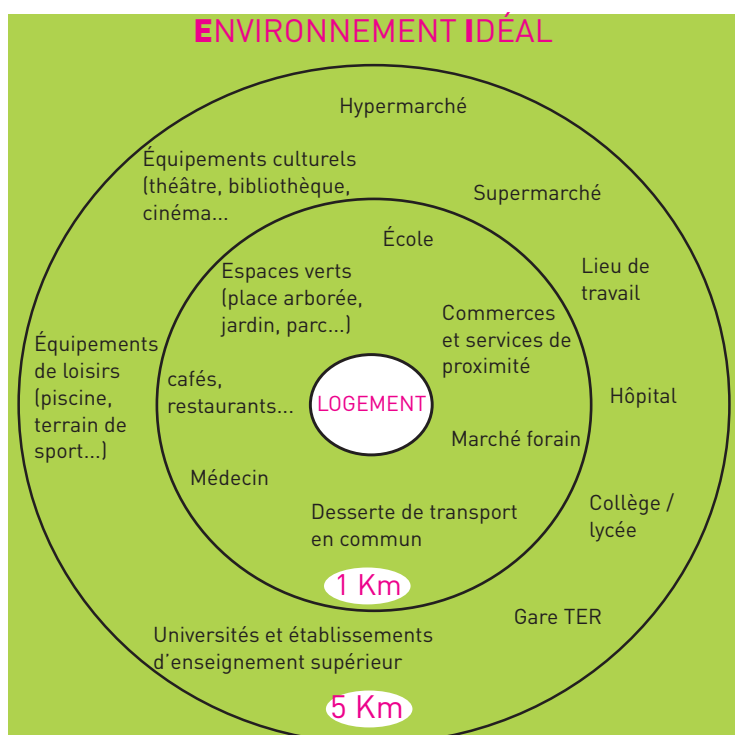 ENVIRONNEMENT IDÉAL
Hypermarché
Équipements culturels
(théâtre, bibliothèque,
cinéma...
Supermarché
École
Espaces verts
(place arborée,
jardin, parc...)
Lieu de
travail
Commerces
et services de
proximité
Équipements
de loisirs
(piscine,
terrain de
sport...)
cafés,
restaurants...
LOGEMENT
Hôpital
Marché forain
Médecin
Collège /
lycée
Desserte de transport
en commun
1 Km
Gare TER
Universités et établissements
d'enseignement supérieur
5 Km